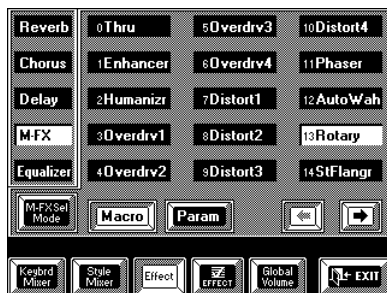 Reverb 0Thru 5Overdrv3 10Distort4
Chorus 1Enhancer 6Overdrv4 11Phaser
Delay 2Humanizr 7Distort1 12AutoWah
M-FX 3Overdrv1 8Distort2 13Rotary
Equalizer 4Overdrv2 9Distort3 14StFlangr
M-FXSel
Mode
Macro Param
Keybrd
Mixer
Style
Mixer
Effect
EFFECT
Global
Volume
EXIT